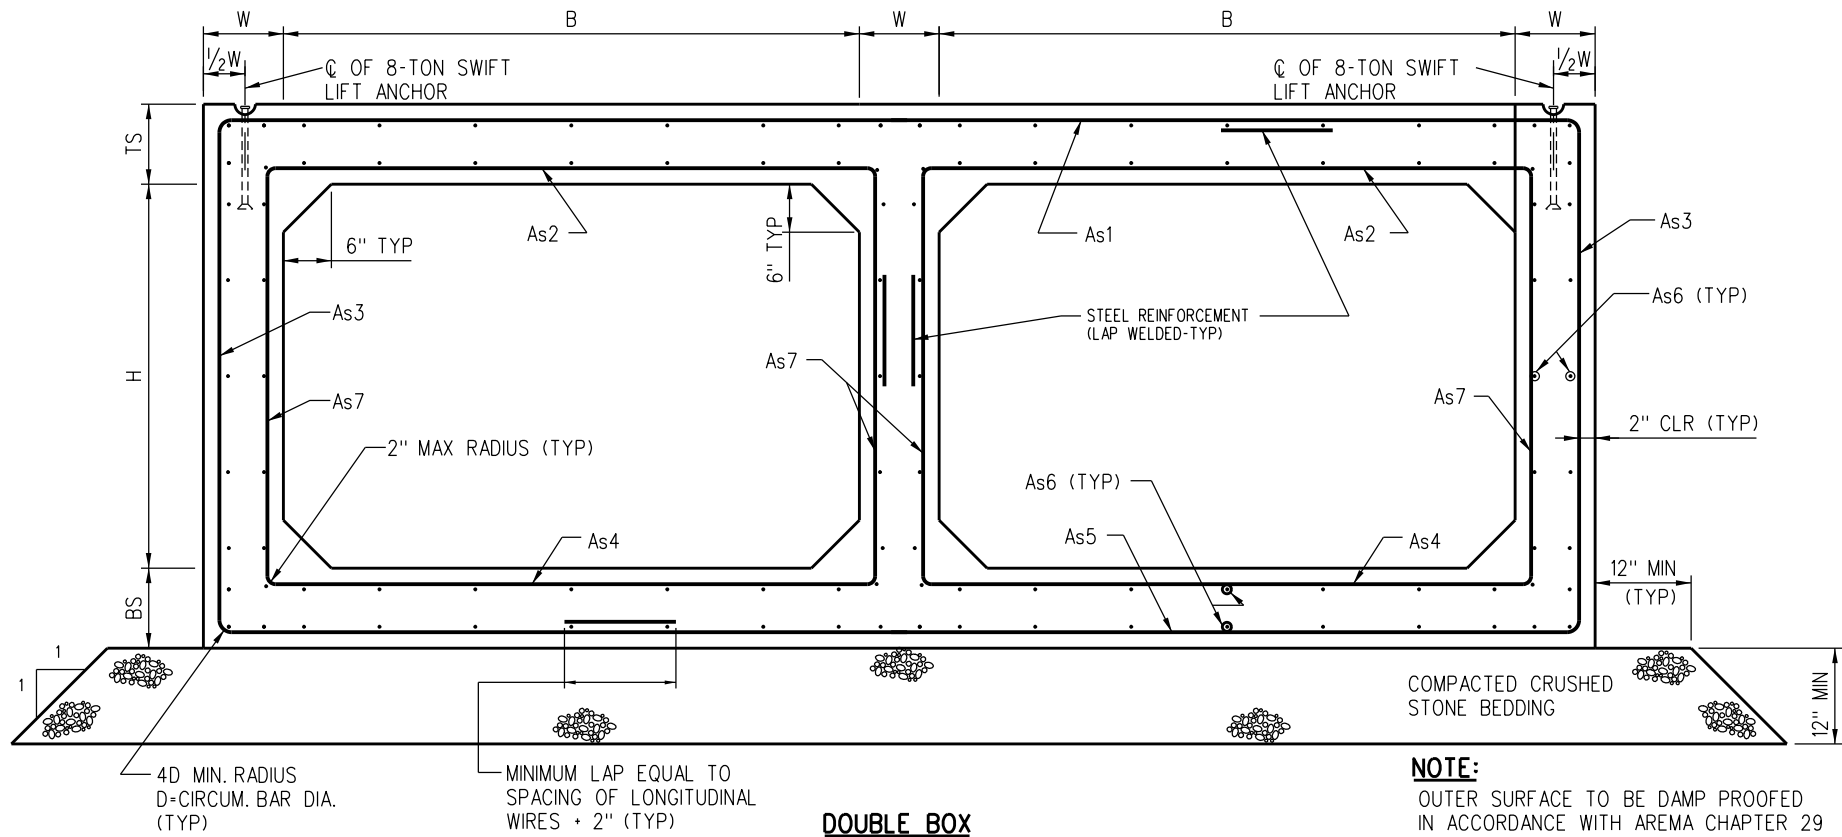 W B W B W
1/2W 1/2W
℄ OF 8-TON SWIFT
LIFT ANCHOR
℄ OF 8-TON SWIFT
LIFT ANCHOR
TS
As2
As1
As2
As3
6" TYP
6" TYP
As6 (TYP)
As3
STEEL REINFORCEMENT
(LAP WELDED-TYP)
H
As7
As7
As7
2" CLR (TYP)
2" MAX RADIUS (TYP)
As6 (TYP)
As4
As5
As4
12" MIN
(TYP)
BS
1
1
COMPACTED CRUSHED
STONE BEDDING
12" MIN
4D MIN. RADIUS
D=CIRCUM. BAR DIA.
(TYP)
MINIMUM LAP EQUAL TO
SPACING OF LONGITUDINAL
WIRES + 2" (TYP)
DOUBLE BOX
NOTE:
OUTER SURFACE TO BE DAMP PROOFED
IN ACCORDANCE WITH AREMA CHAPTER 29